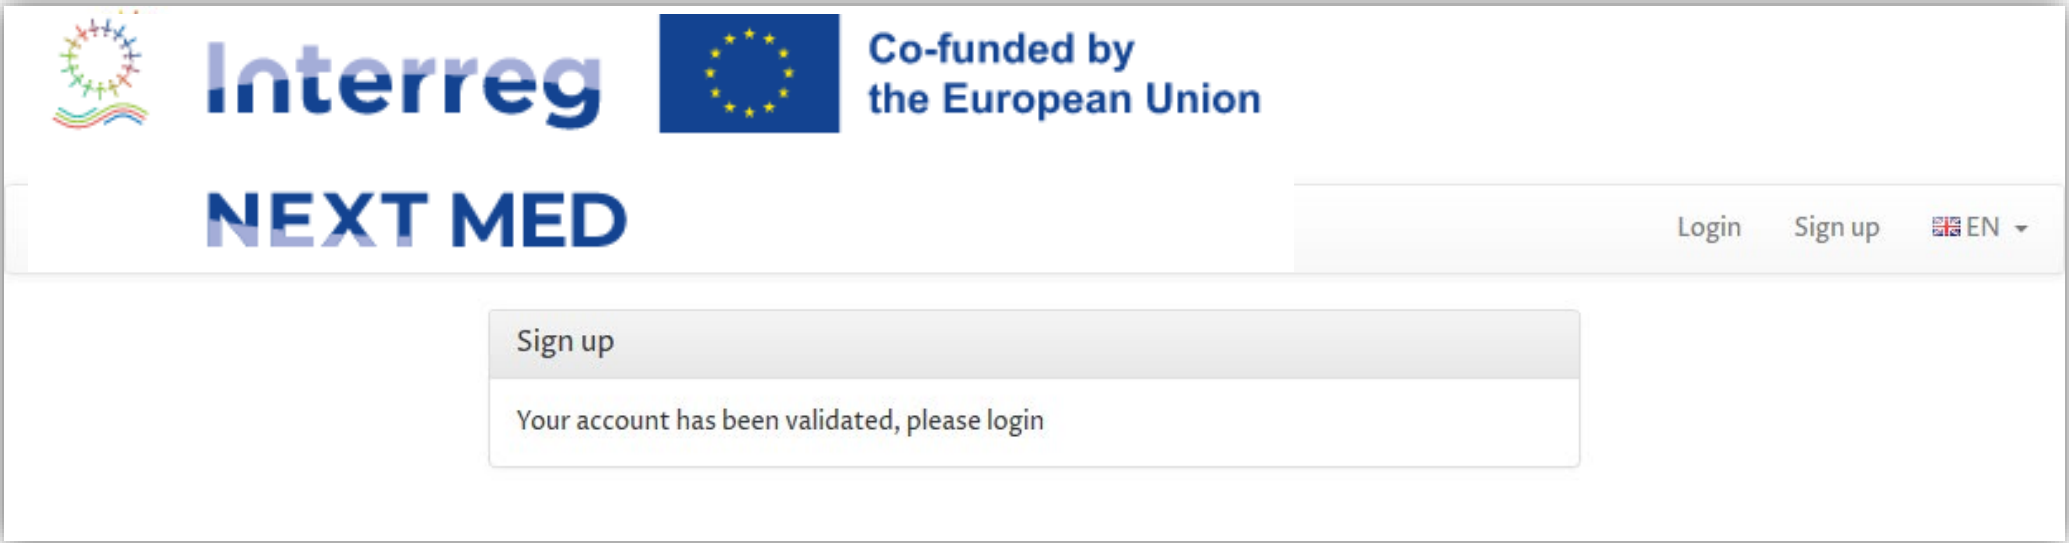 Interreg
Co-funded by
the European Union
NEXT MED
Login
Sign up
EN
Sign up
Your account has been validated, please login